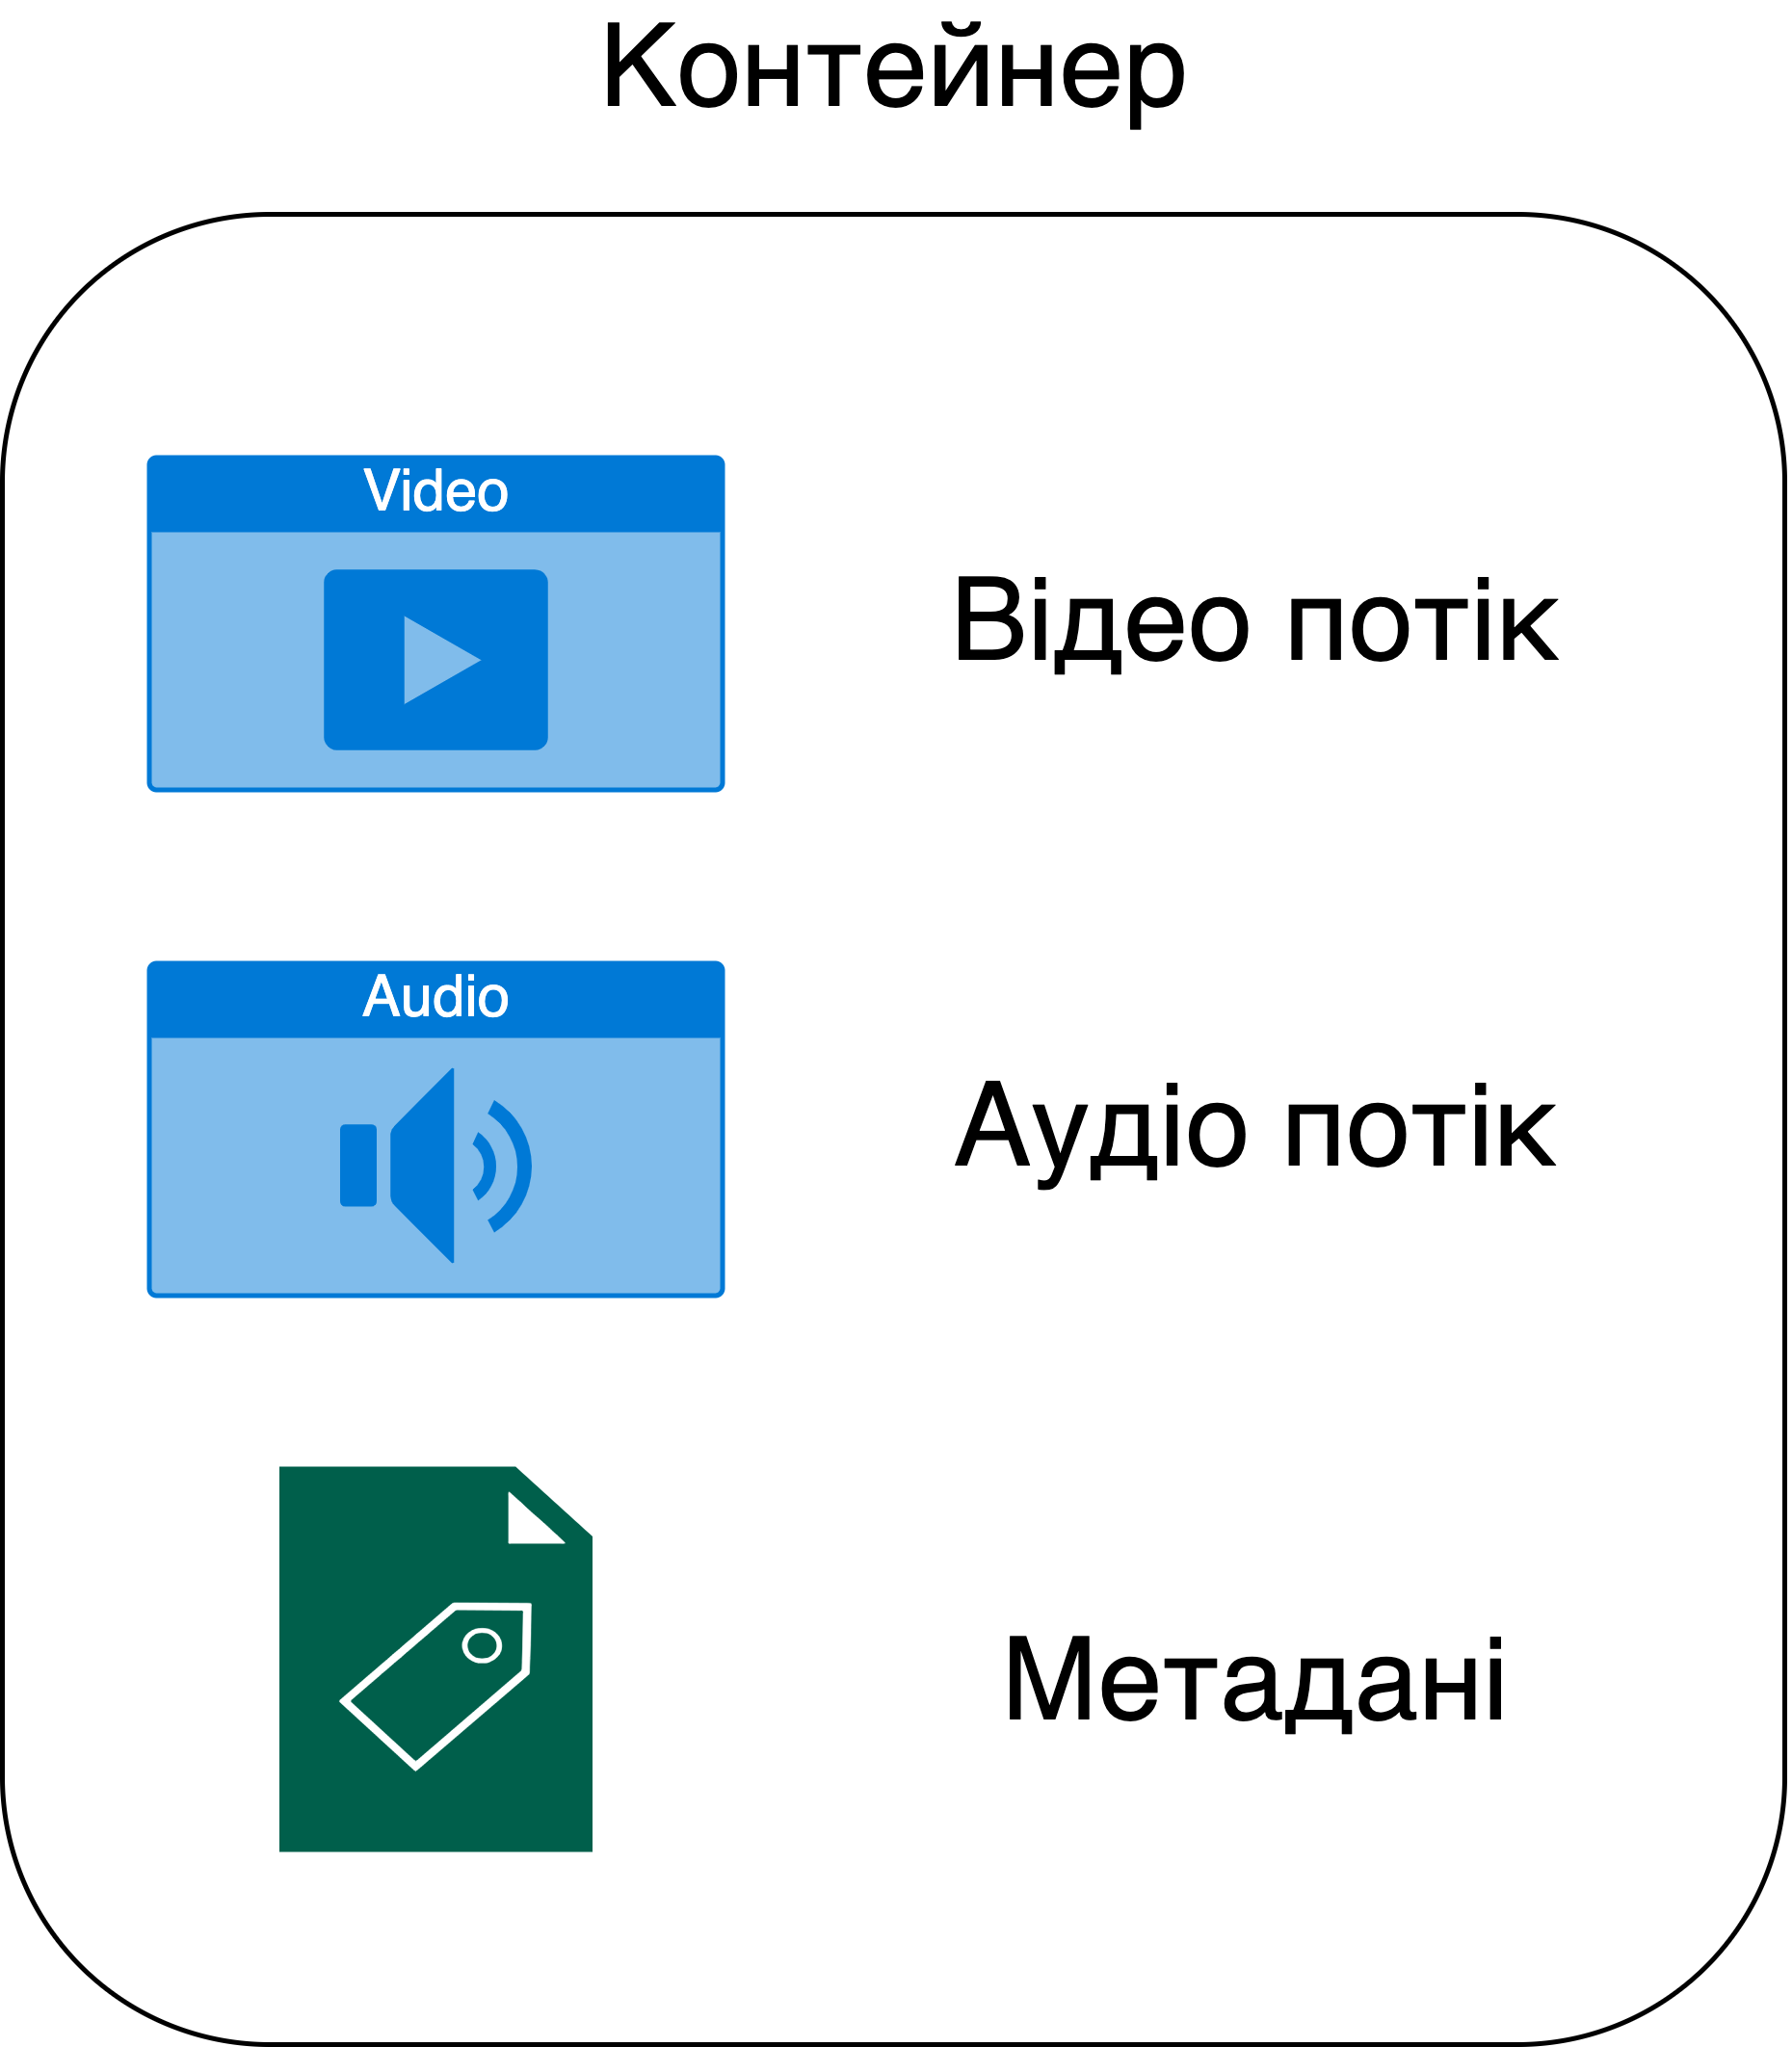 Контейнер
Video
Відео потік
Audio
Аудіо потік
Метадані